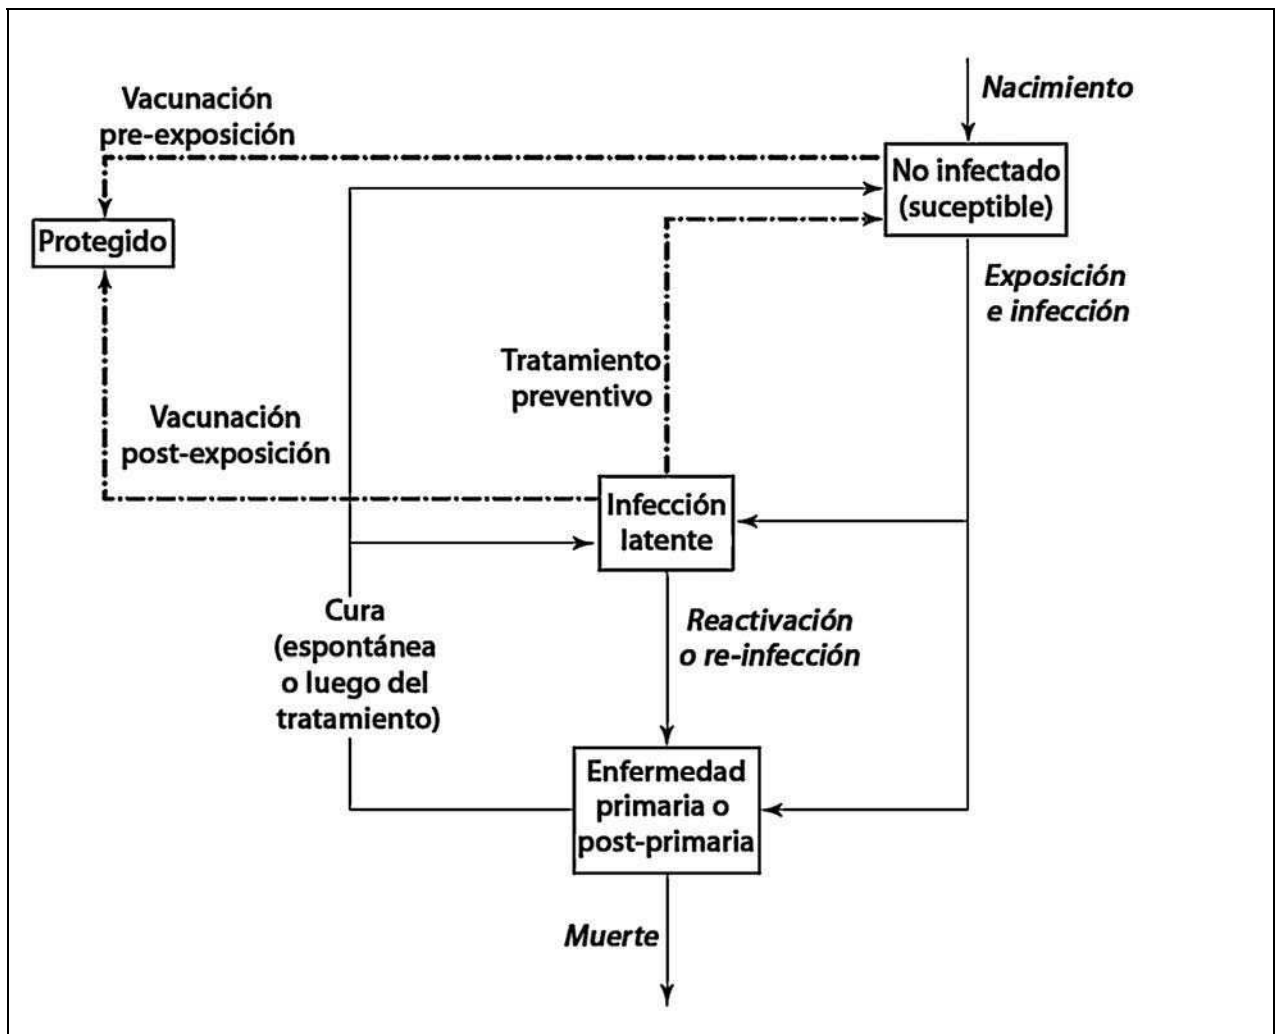 Nacimiento
Vacunación
pre-exposición
No infectado
(suceptible)
Protegido
Exposición
e infección
Tratamiento
preventivo
Vacunación
post-exposición
Infección
latente
Cura
(espontánea
o luego del
tratamiento)
Reactivación
o re-infección
Enfermedad
primaria o
post-primaria
Muerte